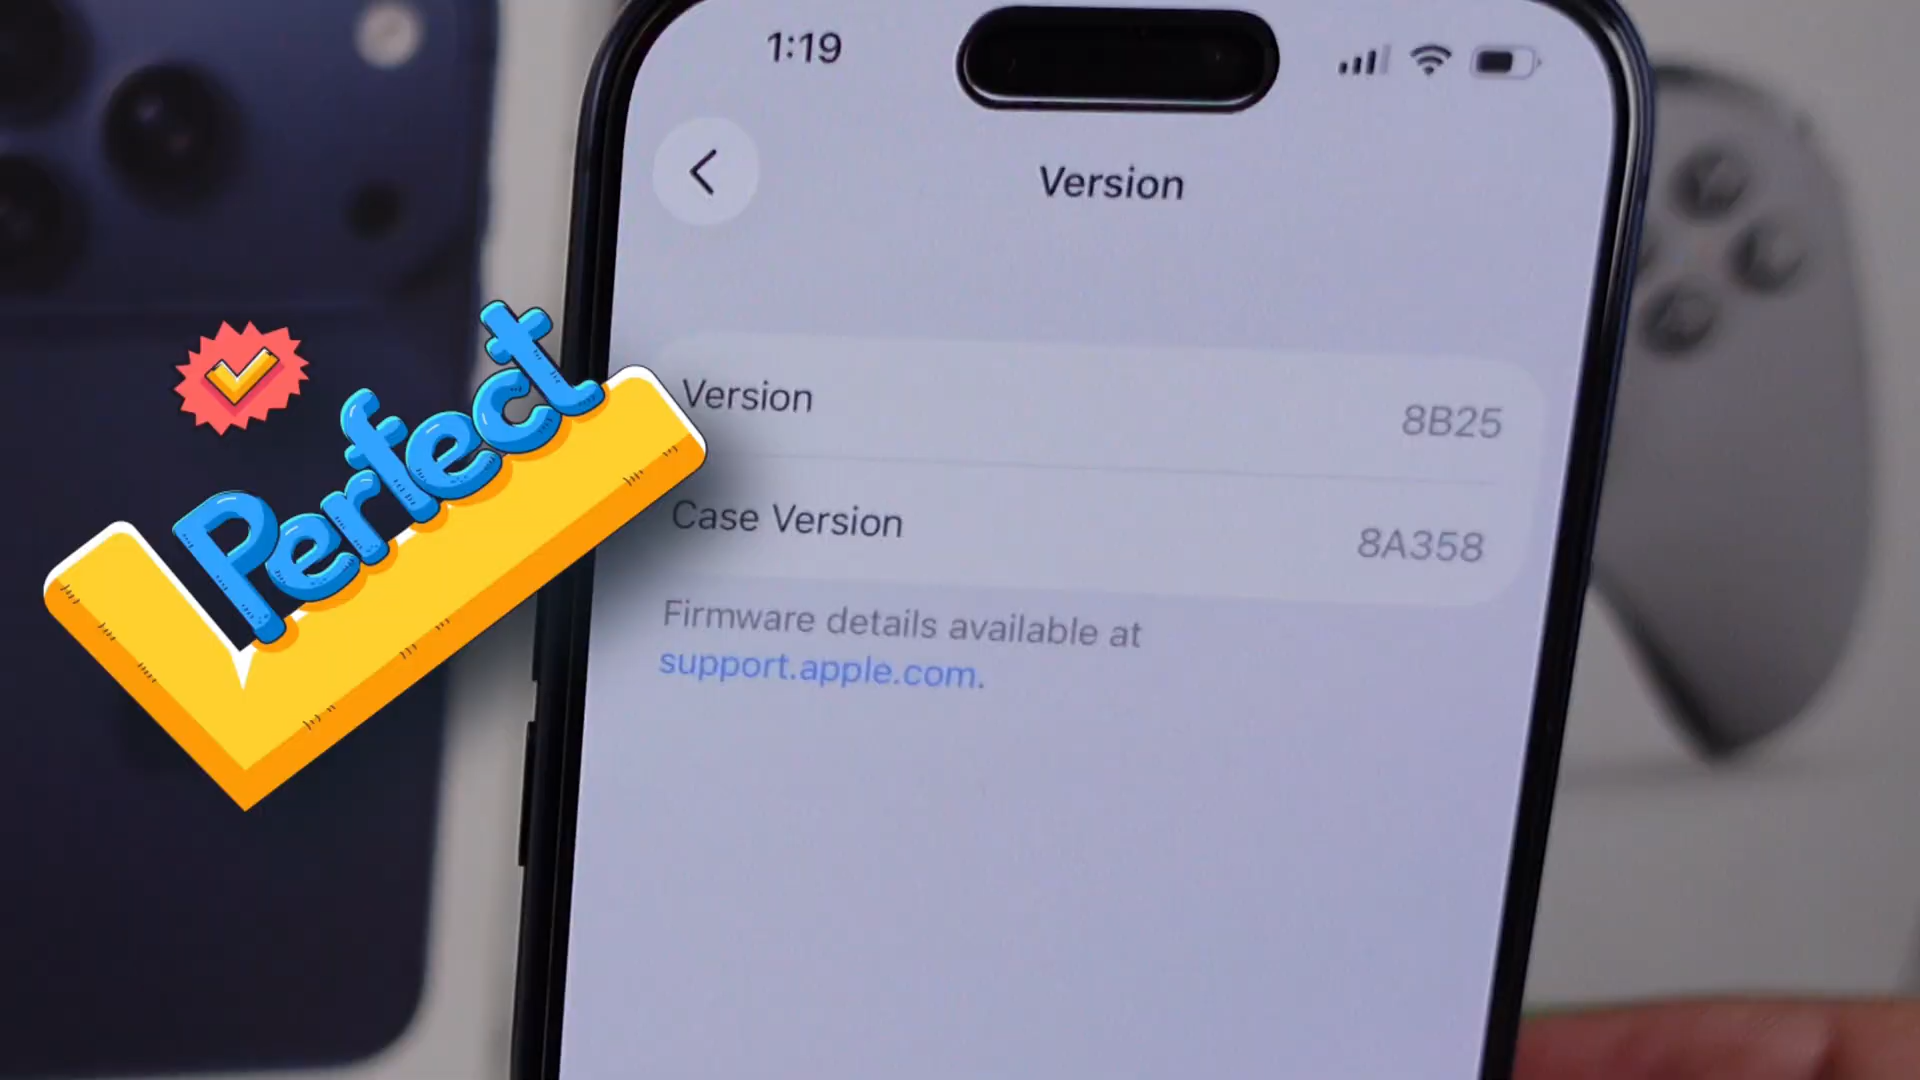 1:19
Version
Version
8B25
Case Version
8A358
Firmware details available at
support.apple.com.
Perfect